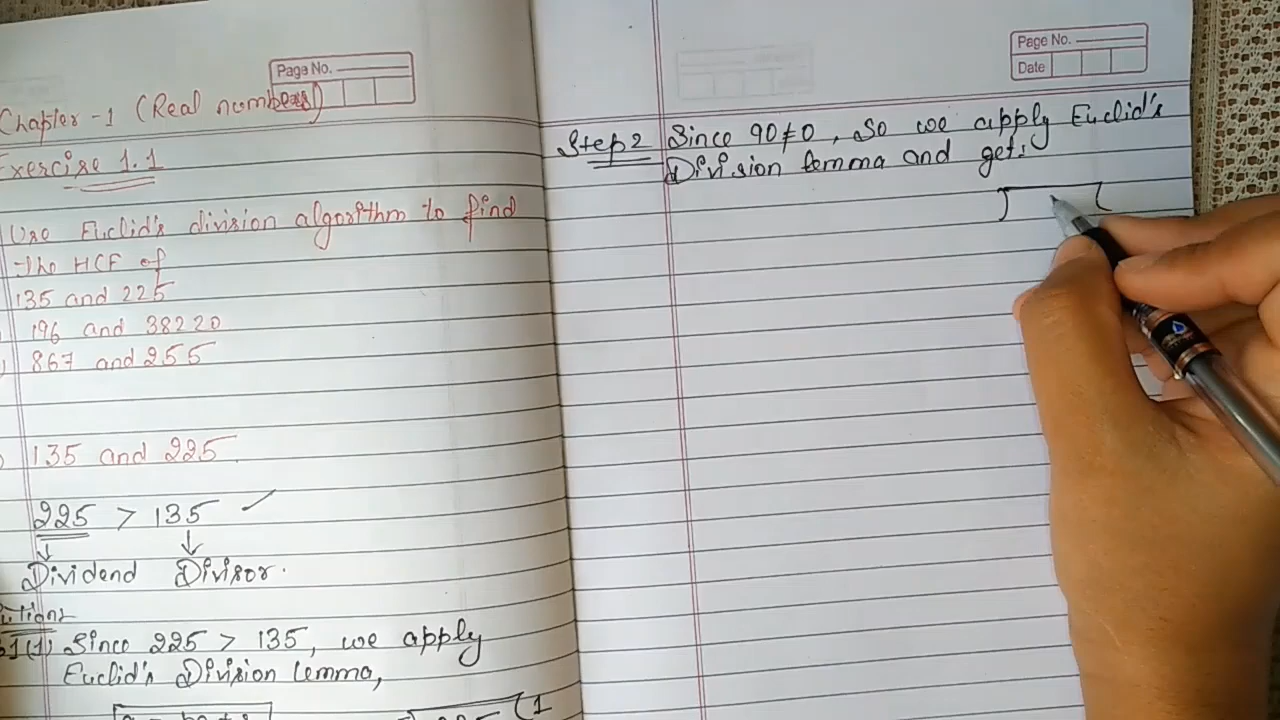 Page No.
Chapter-1 (Real numbers)
Exercise 1.1
Use Euclid's division algorithm to find
the HCF of
135 and 225
196 and 38220
867 and 255
135 and 225
225 > 135 ✓
Dividend Divisor.
1(1) Since 225 > 135, we apply
Euclid's Division lemma,
(1
Page No.
Date
Step 2 Since 90≠0, So we apply Euclid's
Division lemma and get: